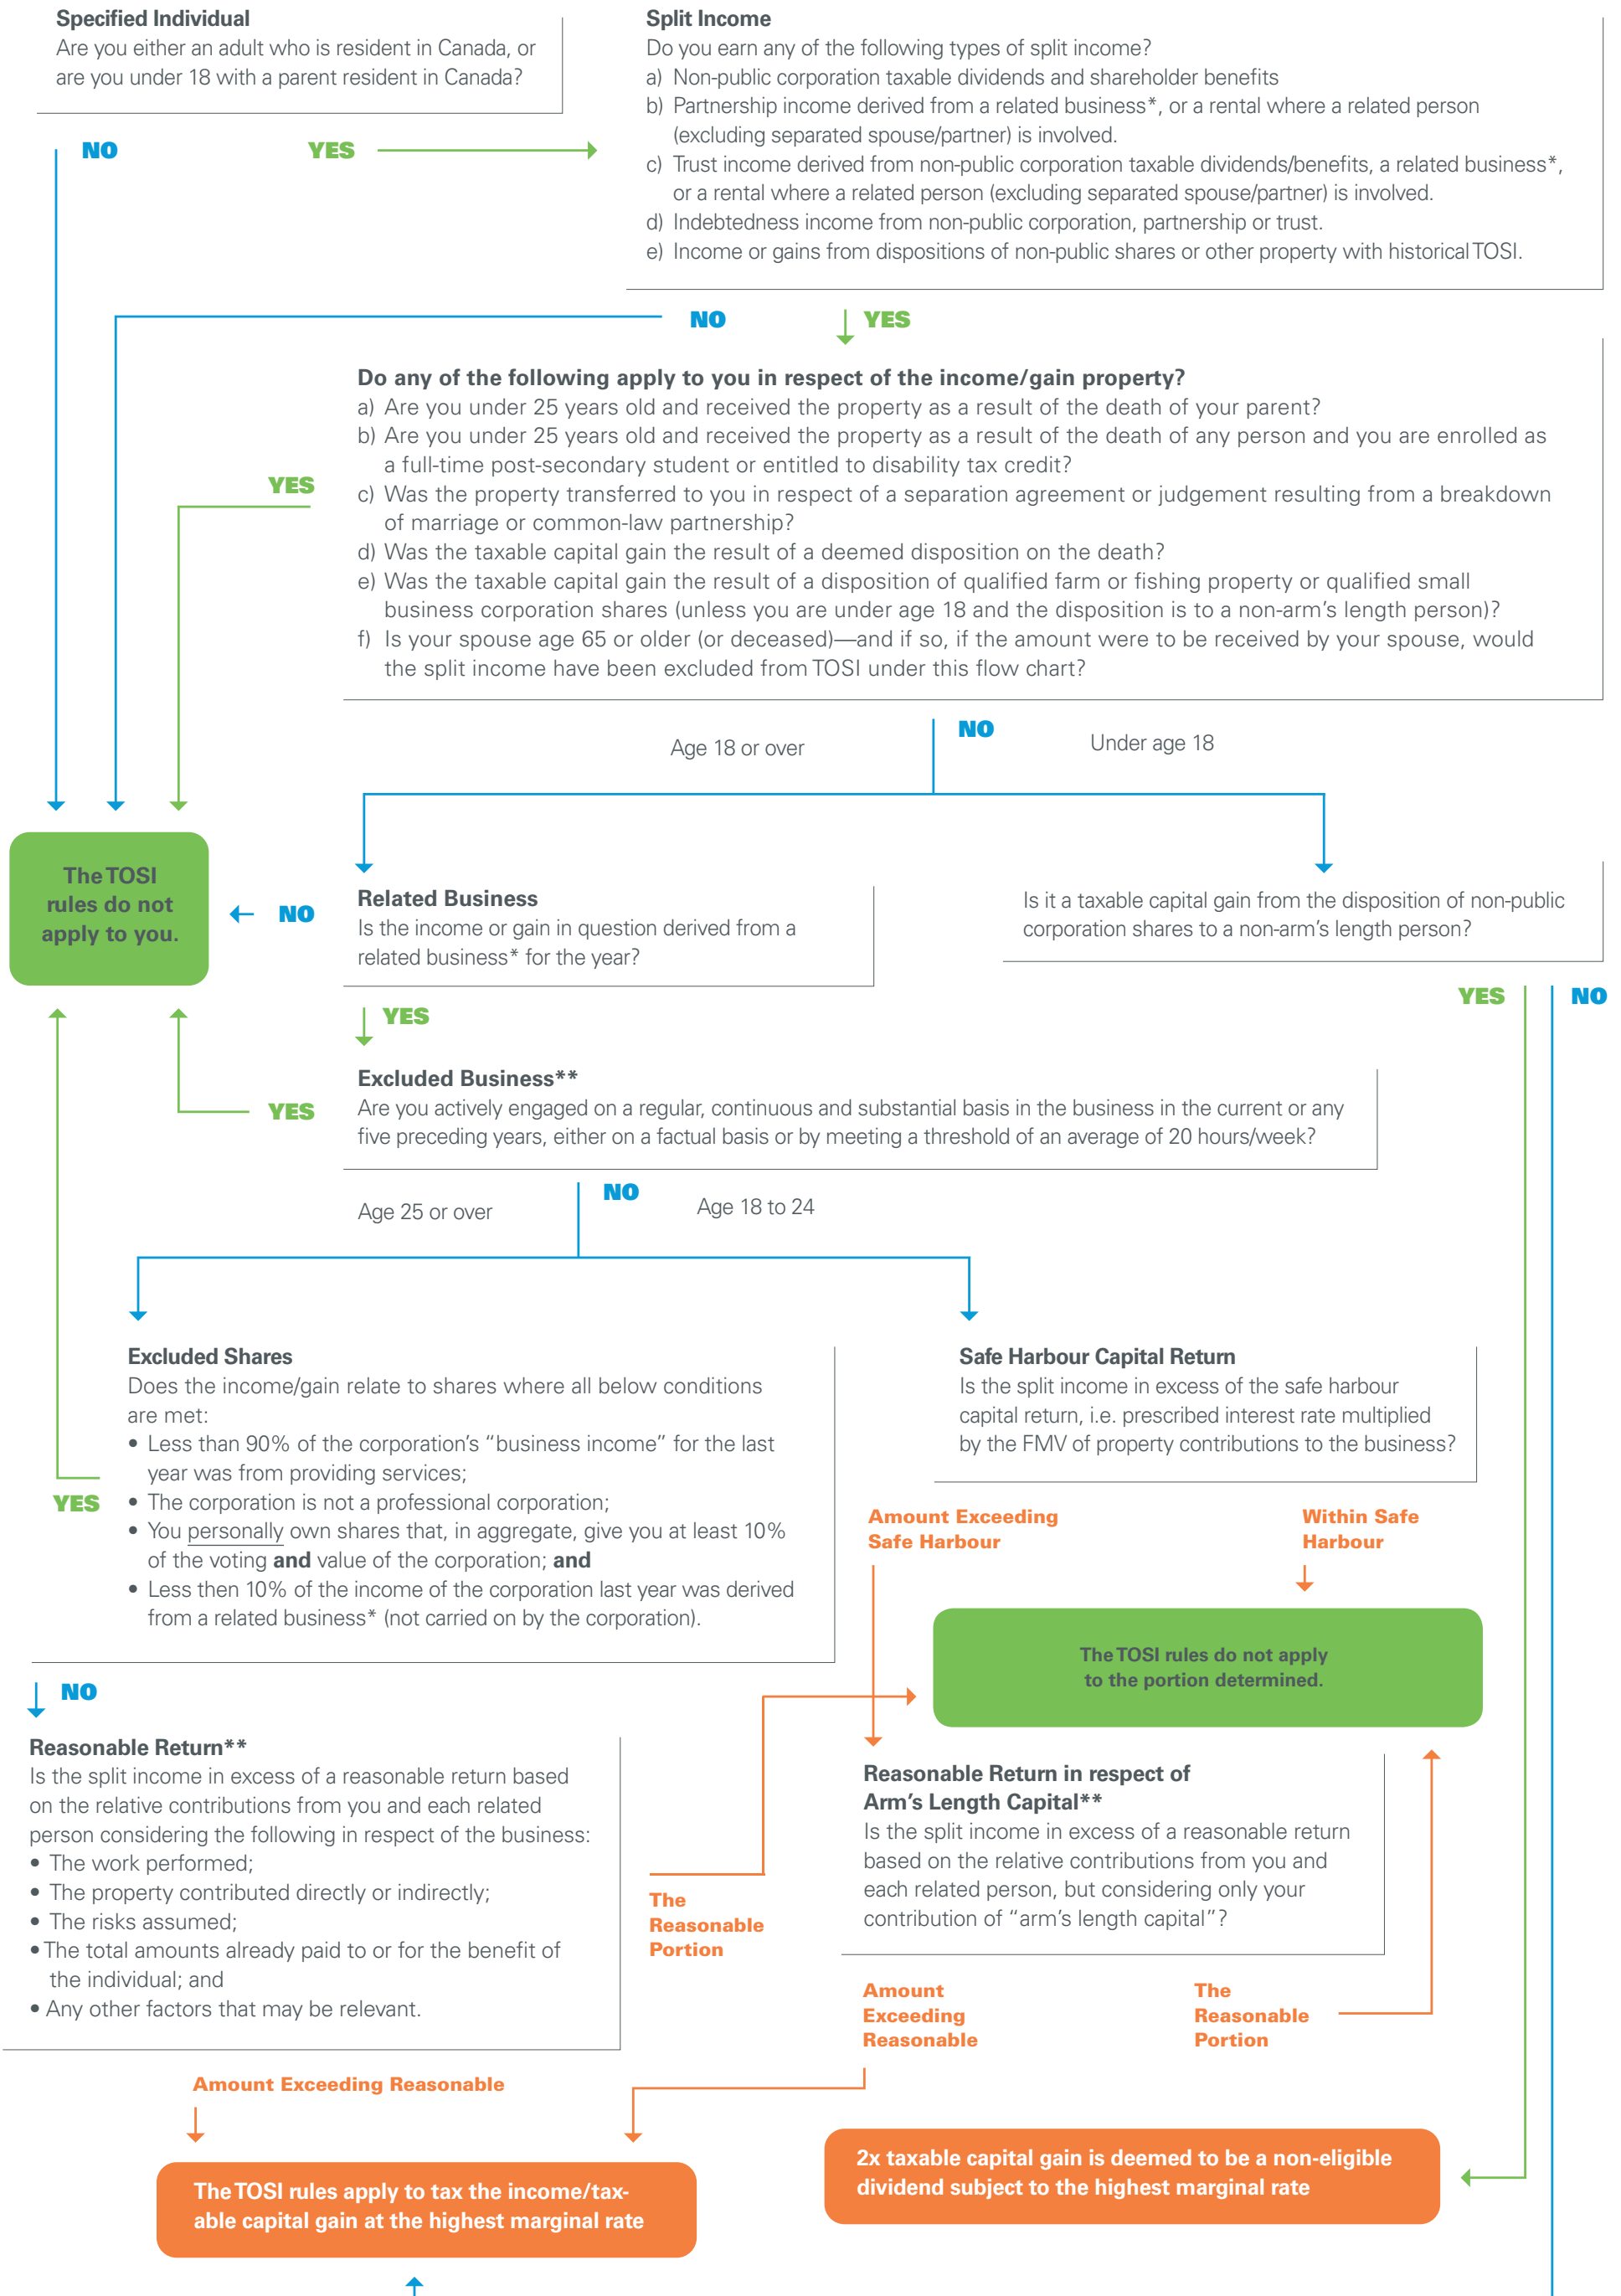 Specified Individual
Are you either an adult who is resident in Canada, or
are you under 18 with a parent resident in Canada?
NO
YES
Split Income
Do you earn any of the following types of split income?
a) Non-public corporation taxable dividends and shareholder benefits
b) Partnership income derived from a related business*, or a rental where a related person
(excluding separated spouse/partner) is involved.
c) Trust income derived from non-public corporation taxable dividends/benefits, a related business*,
or a rental where a related person (excluding separated spouse/partner) is involved.
d) Indebtedness income from non-public corporation, partnership or trust.
e) Income or gains from dispositions of non-public shares or other property with historical TOSI.
NO
YES
Do any of the following apply to you in respect of the income/gain property?
a) Are you under 25 years old and received the property as a result of the death of your parent?
b) Are you under 25 years old and received the property as a result of the death of any person and you are enrolled as
a full-time post-secondary student or entitled to disability tax credit?
c) Was the property transferred to you in respect of a separation agreement or judgement resulting from a breakdown
of marriage or common-law partnership?
d) Was the taxable capital gain the result of a deemed disposition on the death?
e) Was the taxable capital gain the result of a disposition of qualified farm or fishing property or qualified small
business corporation shares (unless you are under age 18 and the disposition is to a non-arm's length person)?
f) Is your spouse age 65 or older (or deceased)—and if so, if the amount were to be received by your spouse, would
the split income have been excluded from TOSI under this flow chart?
YES
Age 18 or over
NO
Under age 18
The TOSI
rules do not
apply to you.
NO
Related Business
Is the income or gain in question derived from a
related business* for the year?
Is it a taxable capital gain from the disposition of non-public
corporation shares to a non-arm's length person?
YES
NO
YES
Excluded Business**
Are you actively engaged on a regular, continuous and substantial basis in the business in the current or any
five preceding years, either on a factual basis or by meeting a threshold of an average of 20 hours/week?
YES
Age 25 or over
NO
Age 18 to 24
Excluded Shares
Does the income/gain relate to shares where all below conditions
are met:
• Less than 90% of the corporation's "business income" for the last
year was from providing services;
• The corporation is not a professional corporation;
• You personally own shares that, in aggregate, give you at least 10%
of the voting and value of the corporation; and
• Less then 10% of the income of the corporation last year was derived
from a related business* (not carried on by the corporation).
YES
NO
Safe Harbour Capital Return
Is the split income in excess of the safe harbour
capital return, i.e. prescribed interest rate multiplied
by the FMV of property contributions to the business?
Amount Exceeding
Safe Harbour
Within Safe
Harbour
The TOSI rules do not apply
to the portion determined.
Reasonable Return**
Is the split income in excess of a reasonable return based
on the relative contributions from you and each related
person considering the following in respect of the business:
• The work performed;
• The property contributed directly or indirectly;
• The risks assumed;
• The total amounts already paid to or for the benefit of
the individual; and
• Any other factors that may be relevant.
The
Reasonable
Portion
Reasonable Return in respect of
Arm's Length Capital**
Is the split income in excess of a reasonable return
based on the relative contributions from you and
each related person, but considering only your
contribution of "arm's length capital"?
Amount
Exceeding
Reasonable
The
Reasonable
Portion
Amount Exceeding Reasonable
The TOSI rules apply to tax the income/tax-
able capital gain at the highest marginal rate
2x taxable capital gain is deemed to be a non-eligible
dividend subject to the highest marginal rate